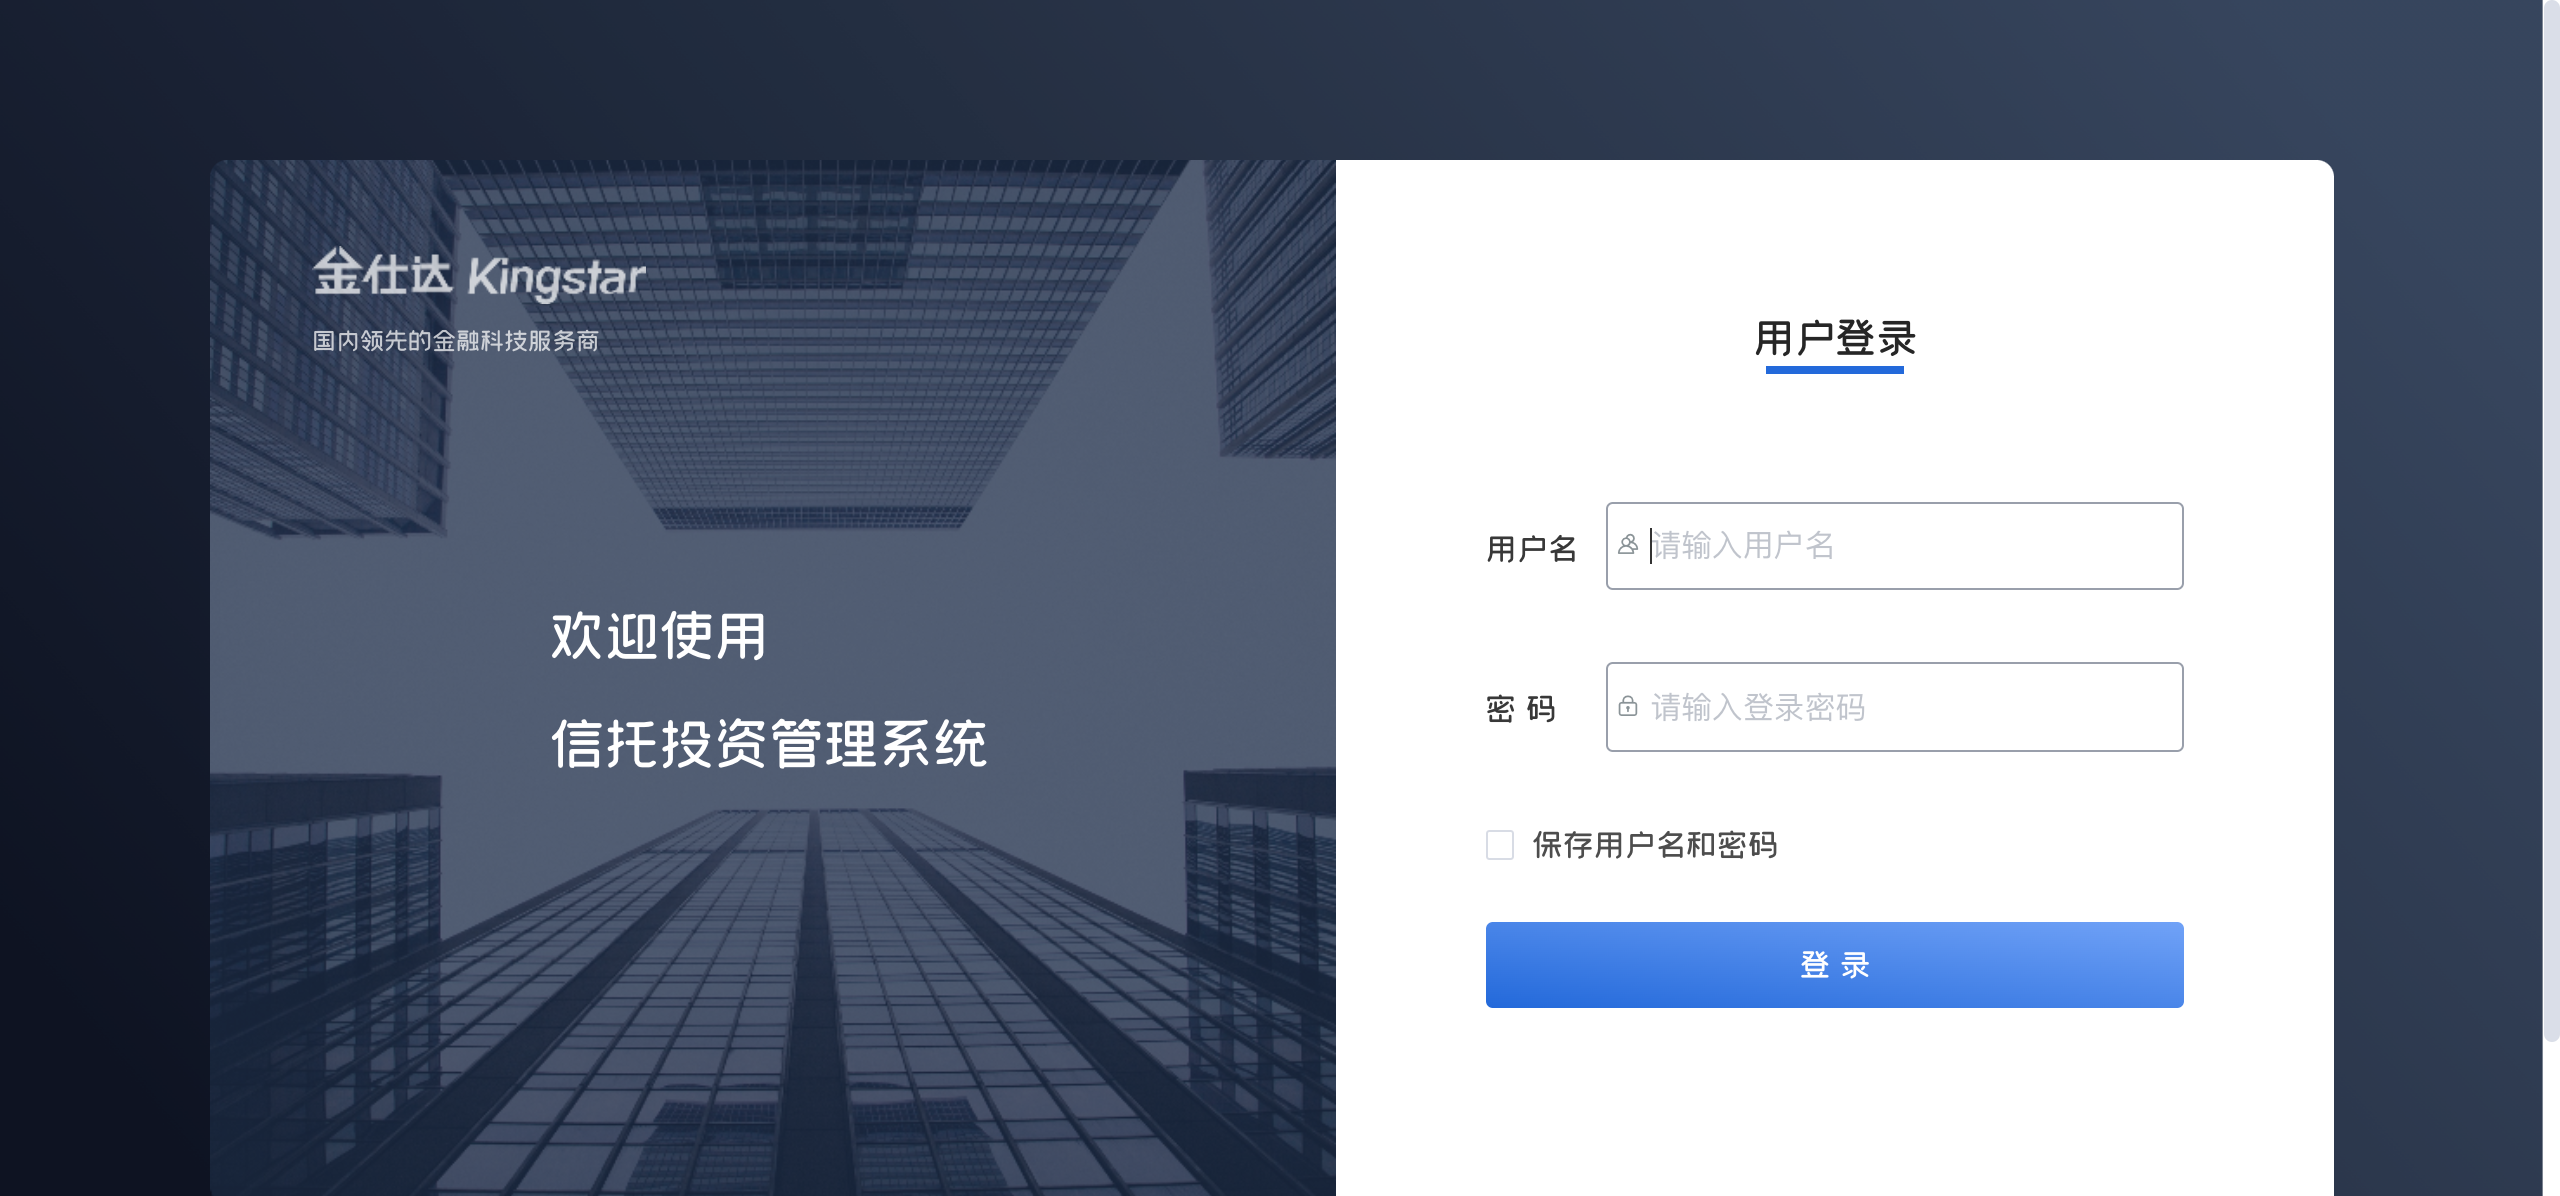 金仕达 Kingstar
国内领先的金融科技服务商
欢迎使用
信托投资管理系统
用户登录
用户名
请输入用户名
密 码
请输入登录密码
保存用户名和密码
登 录